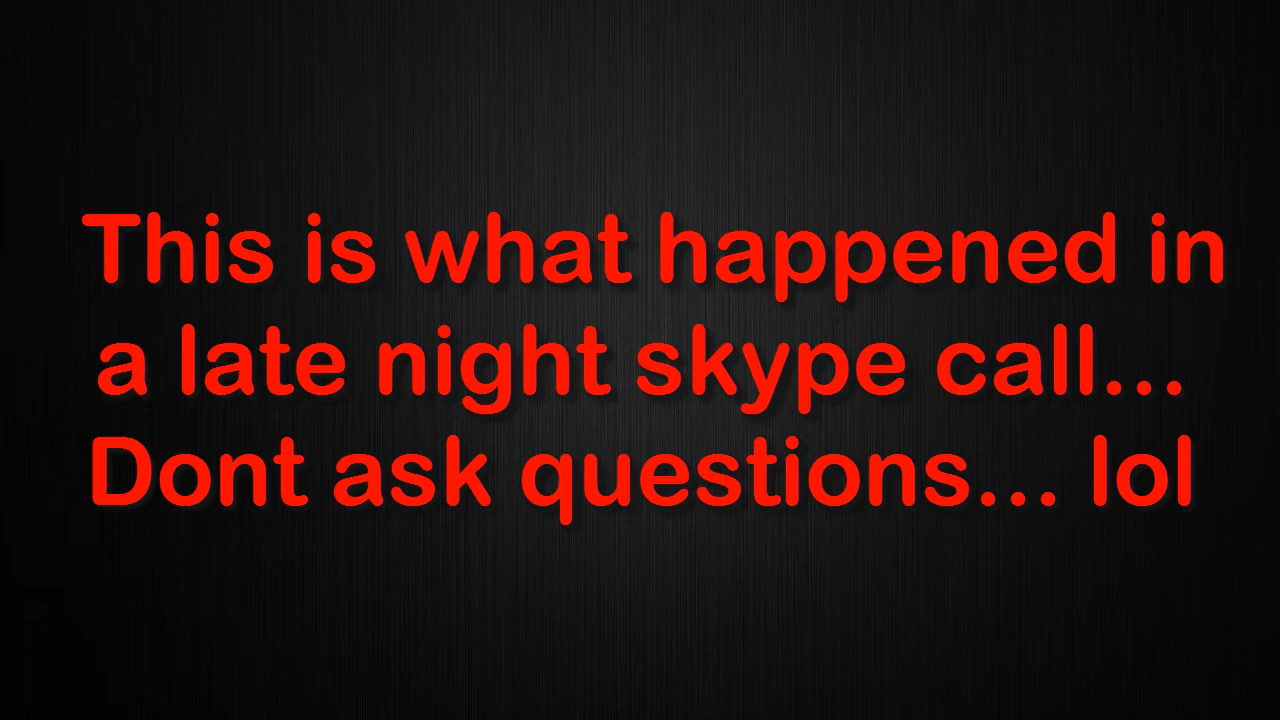 This is what happened in
a late night skype call...
Dont ask questions... lol